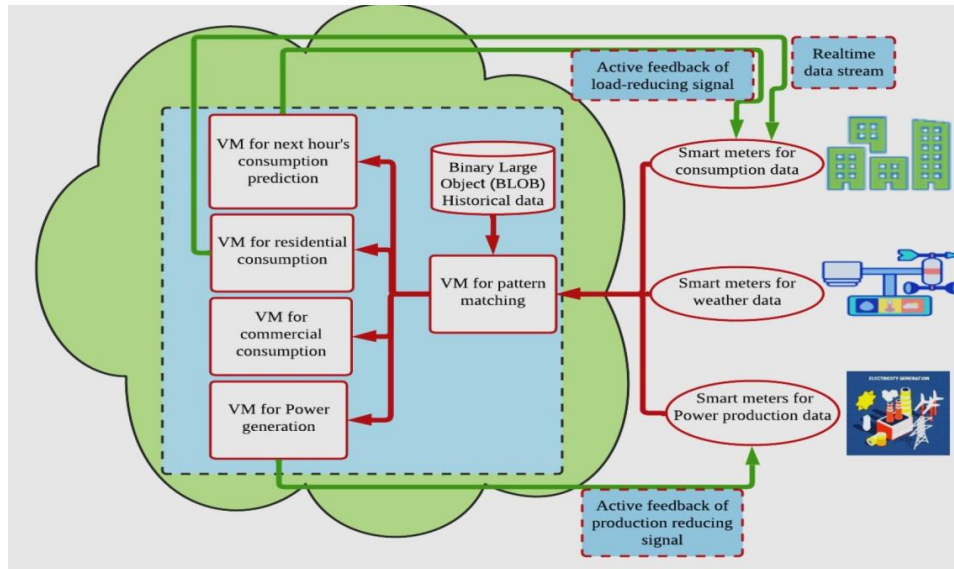 Active feedback of
load-reducing signal
Realtime
data stream
VM for next hour's
consumption
prediction
Binary Large
Object (BLOB)
Historical data
Smart meters for
consumption data
VM for residential
consumption
VM for pattern
matching
Smart meters for
weather data
VM for
commercial
consumption
VM for Power
generation
Smart meters for
Power production data
ELECTRICITY GENERATION
Active feedback of
production reducing
signal